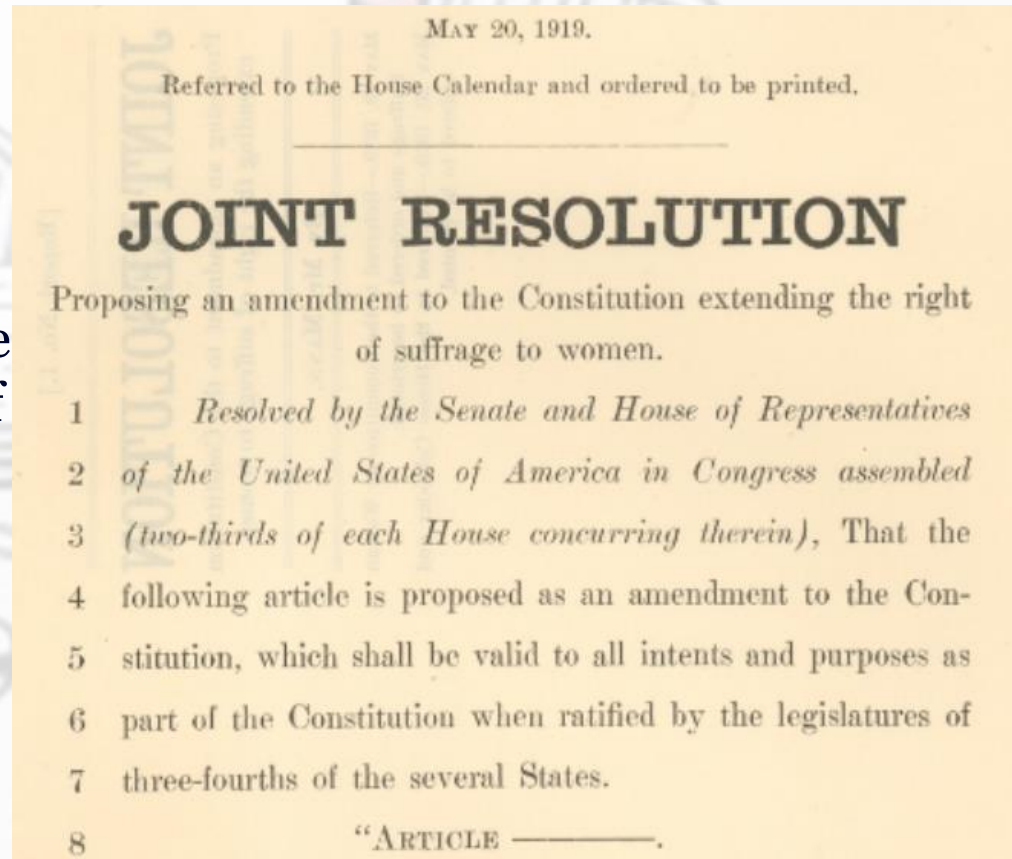 MAY 20, 1919.
Referred to the House Calendar and ordered to be printed.
JOINT RESOLUTION
Proposing an amendment to the Constitution extending the right
of suffrage to women.
1 Resolved by the Senate and House of Representatives
2 of the United States of America in Congress assembled
3 (two-thirds of each House concurring therein), That the
4 following article is proposed as an amendment to the Con-
5 stitution, which shall be valid to all intents and purposes as
6 part of the Constitution when ratified by the legislatures of
7 three-fourths of the several States.
8 "ARTICLE ———.